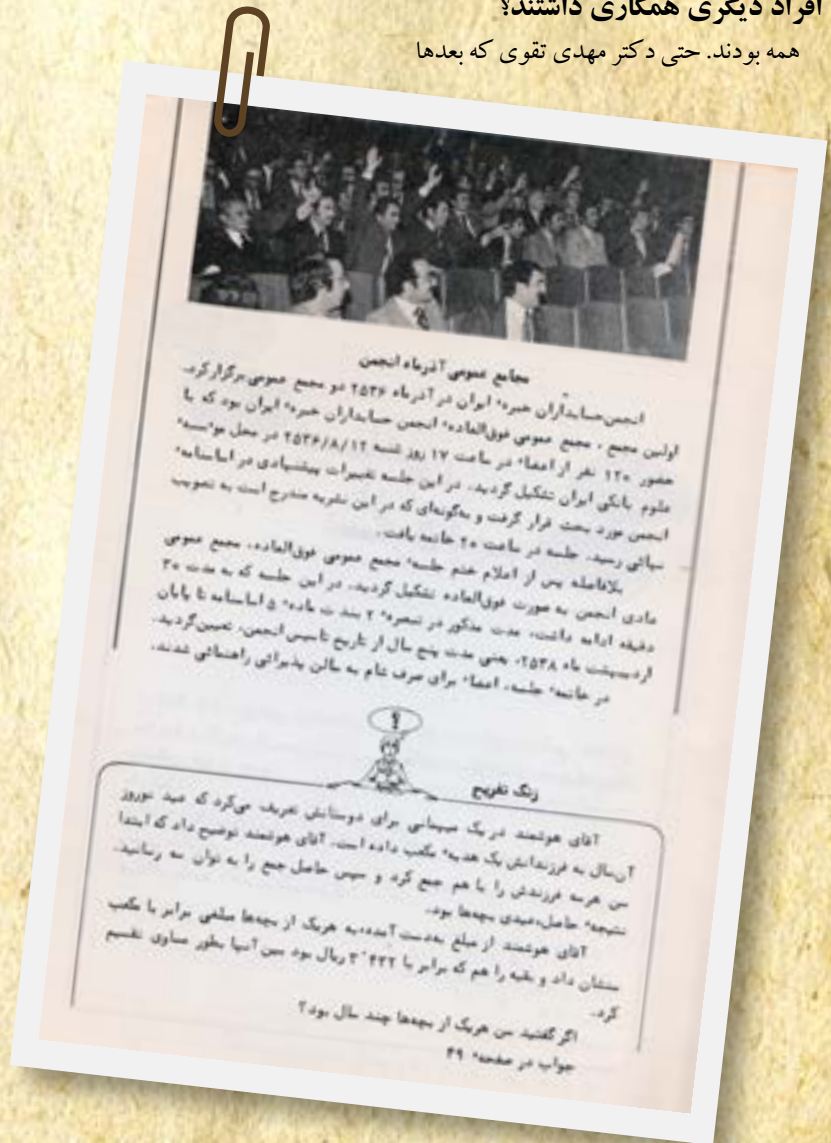 افراد دیگری همکاری داشتند؟
همه بودند. حتی دکتر مهدی تقوی که بعدها
مجامع عمومی آذرماه انجمن
انجمن حسابداران خبرهٔ ایران در آذرماه ۲۵۳۶ دو مجمع عمومی برگزار کرد.
اولین مجمع، مجمع عمومی فوق‌العادهٔ انجمن حسابداران خبرهٔ ایران بود که با
حضور ۱۲۰ نفر از اعضاء در ساعت ۱۷ روز شنبه ۲۵۳۶/۸/۱۲ در محل موٴسسهٔ
علوم بانکی ایران تشکیل گردید. در این جلسه تغییرات پیشنهادی در اساسنامهٔ
انجمن مورد بحث قرار گرفت و به‌گونه‌ای که در این نشریه مندرج است به تصویب
نهائی رسید. جلسه در ساعت ۲۰ خاتمه یافت.
بلافاصله پس از اعلام ختم جلسهٔ مجمع عمومی فوق‌العاده، مجمع عمومی
عادی انجمن به صورت فوق‌العاده تشکیل گردید. در این جلسه که به مدت ۳۰
دقیقه ادامه داشت، مدت مذکور در تبصرهٔ ۲ بند ت مادهٔ ۵ اساسنامه تا پایان
اردیبهشت ماه ۲۵۳۸، یعنی مدت پنج سال از تاریخ تاسیس انجمن، تعیین گردید.
در خاتمهٔ جلسه، اعضاء برای صرف شام به سالن پذیرائی راهنمائی شدند.
؟
زنگ تفریح
آقای هوشمند در یک میهمانی برای دوستانش تعریف می‌کرد که عید نوروز
آن‌سال به فرزندانش یک هدیهٔ مکعب داده است. آقای هوشمند توضیح داد که ابتدا
سن هرسه فرزندش را با هم جمع کرد و سپس حاصل جمع را به توان سه رسانید.
نتیجهٔ حاصل، عیدی بچه‌ها بود.
آقای هوشمند از مبلغ به‌دست آمده، به هریک از بچه‌ها مبلغی برابر با مکعب
سنشان داد و بقیه را هم که برابر با ۳٬۴۳۲ ریال بود بین آنها بطور مساوی تقسیم
کرد.
اگر گفتید سن هریک از بچه‌ها چند سال بود؟
جواب در صفحهٔ ۴۹